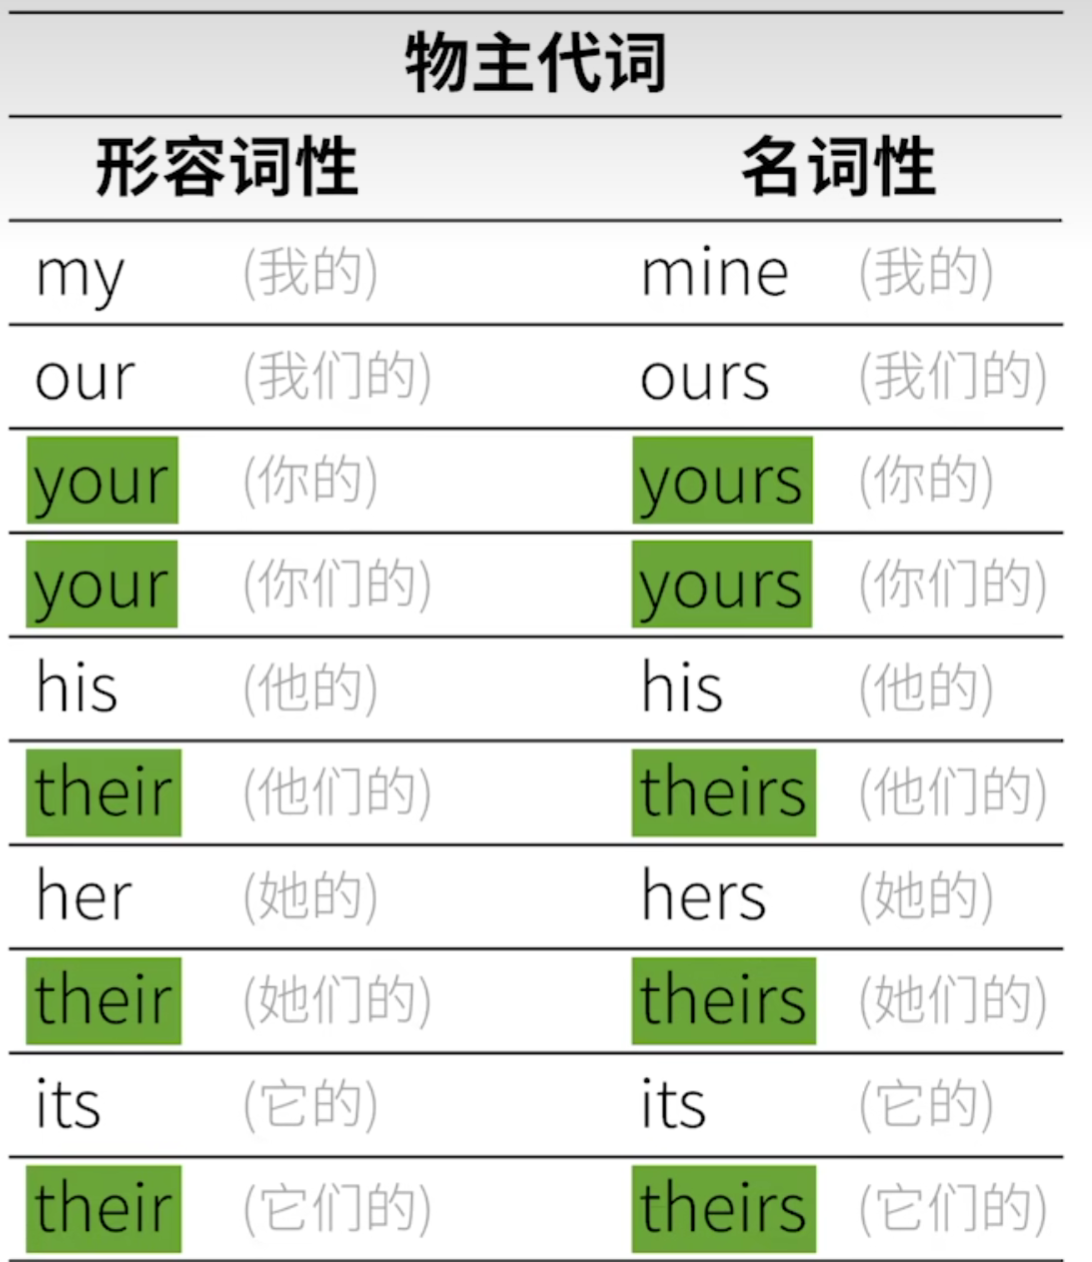 物主代词
形容词性 名词性
my (我的) mine (我的)
our (我们的) ours (我们的)
your (你的) yours (你的)
your (你们的) yours (你们的)
his (他的) his (他的)
their (他们的) theirs (他们的)
her (她的) hers (她的)
their (她们的) theirs (她们的)
its (它的) its (它的)
their (它们的) theirs (它们的)